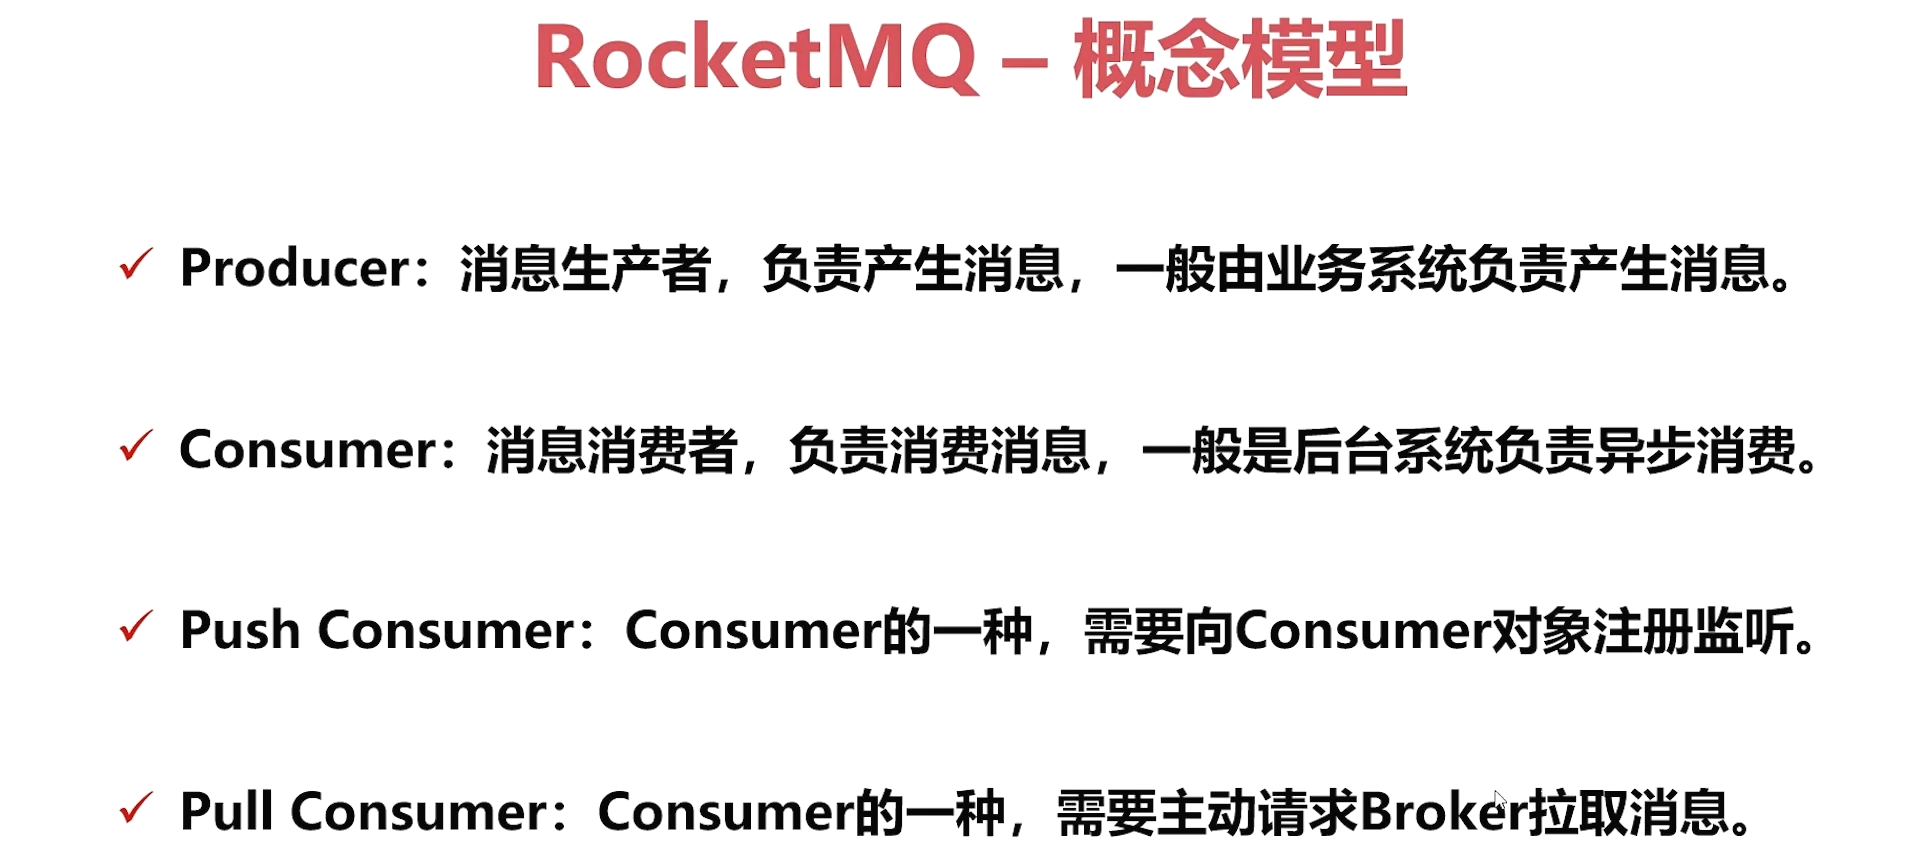 RocketMQ – 概念模型
Producer：消息生产者，负责产生消息，一般由业务系统负责产生消息。
Consumer：消息消费者，负责消费消息，一般是后台系统负责异步消费。
Push Consumer：Consumer的一种，需要向Consumer对象注册监听。
Pull Consumer：Consumer的一种，需要主动请求Broker拉取消息。